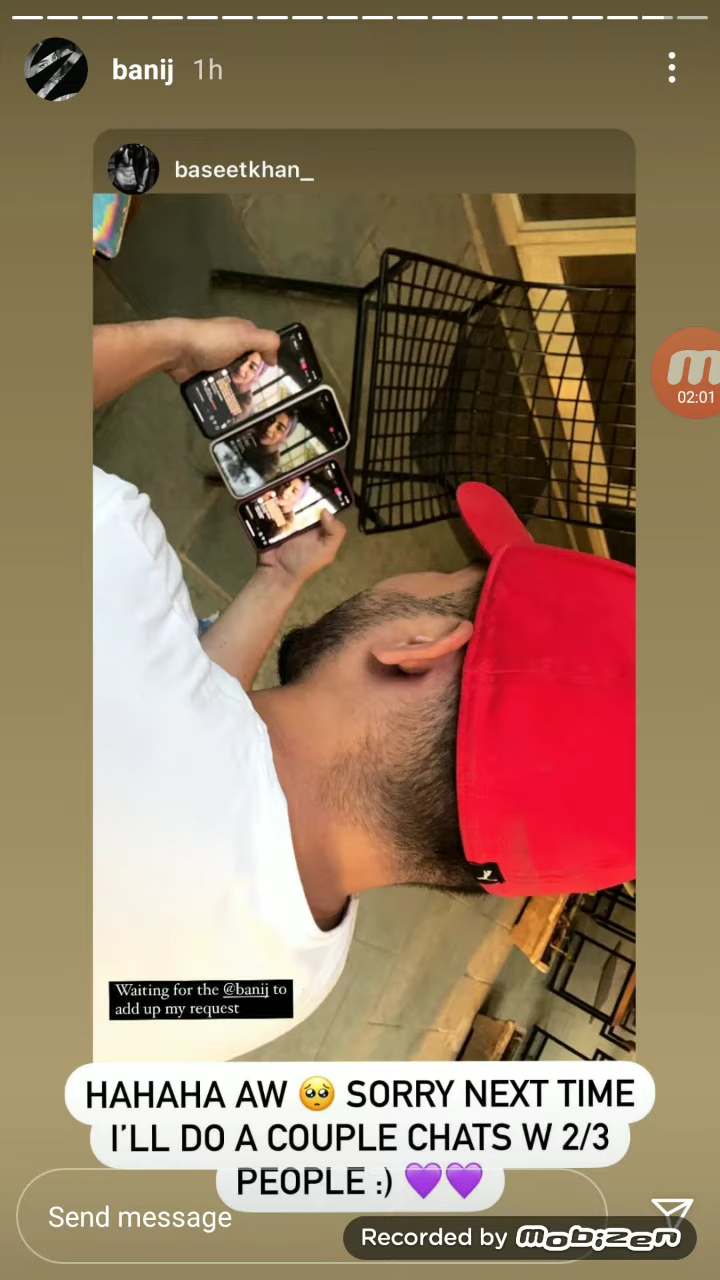 banij 1h
baseetkhan_
02:01
Waiting for the @banij to
add up my request
HAHAHA AW 🥺 SORRY NEXT TIME
I'LL DO A COUPLE CHATS W 2/3
PEOPLE :) 💜💜
Send message
Recorded by mobizen